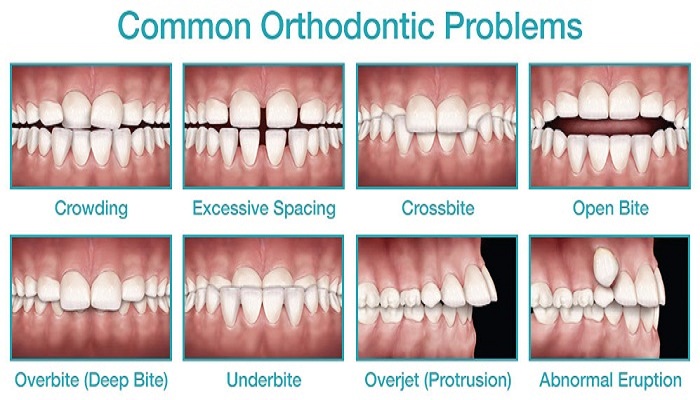 Common Orthodontic Problems
Crowding
Excessive Spacing
Crossbite
Open Bite
Overbite (Deep Bite)
Underbite
Overjet (Protrusion)
Abnormal Eruption